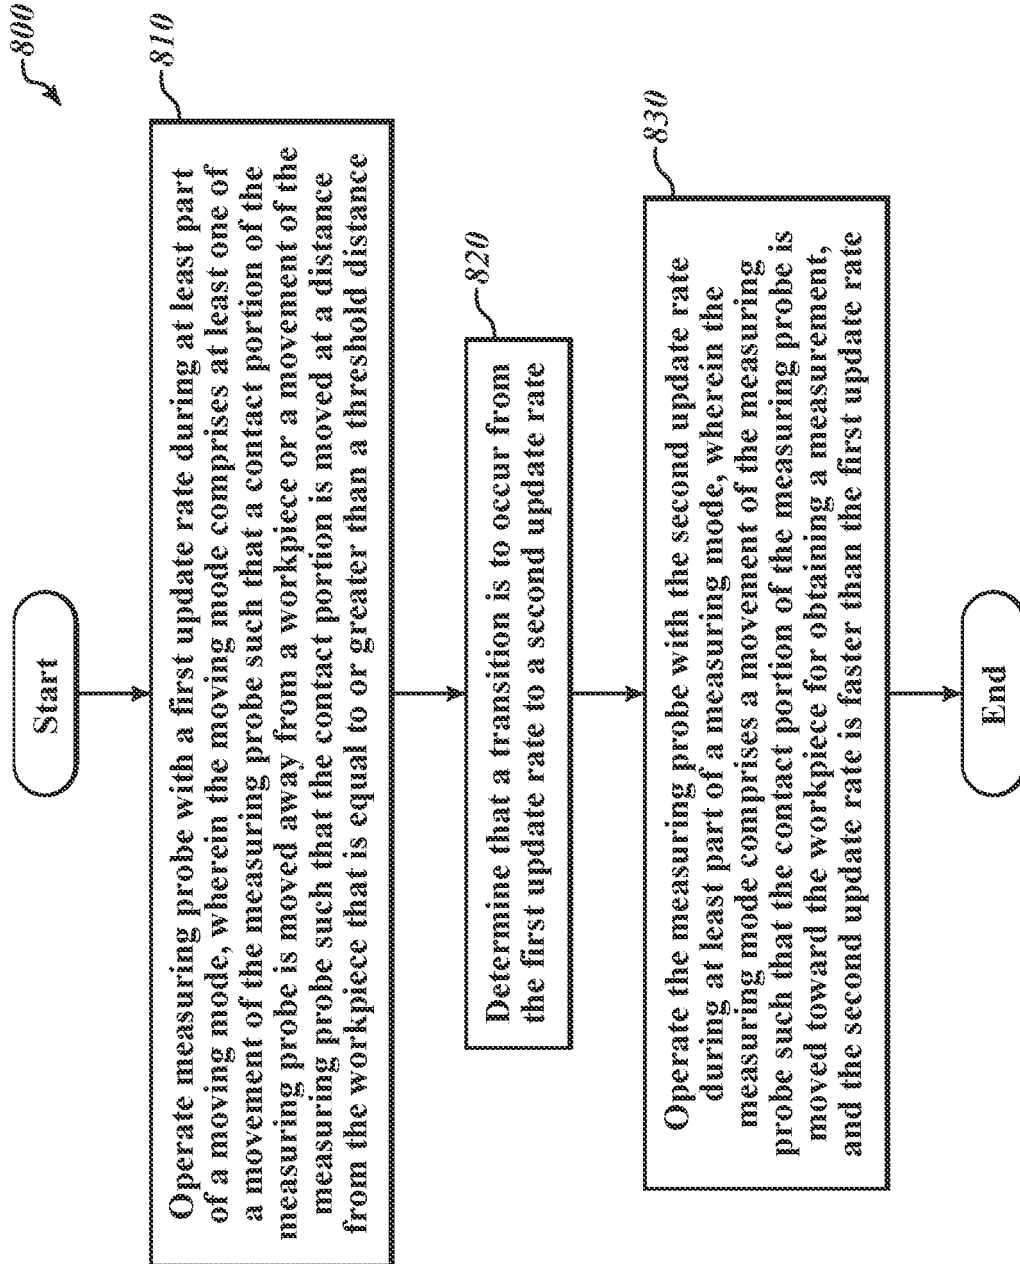 800
Start
810
Operate measuring probe with a first update rate during at least part
of a moving mode, wherein the moving mode comprises at least one of
a movement of the measuring probe such that a contact portion of the
measuring probe is moved away from a workpiece or a movement of the
measuring probe such that the contact portion is moved at a distance
from the workpiece that is equal to or greater than a threshold distance
820
Determine that a transition is to occur from
the first update rate to a second update rate
830
Operate the measuring probe with the second update rate
during at least part of a measuring mode, wherein the
measuring mode comprises a movement of the measuring
probe such that the contact portion of the measuring probe is
moved toward the workpiece for obtaining a measurement,
and the second update rate is faster than the first update rate
End